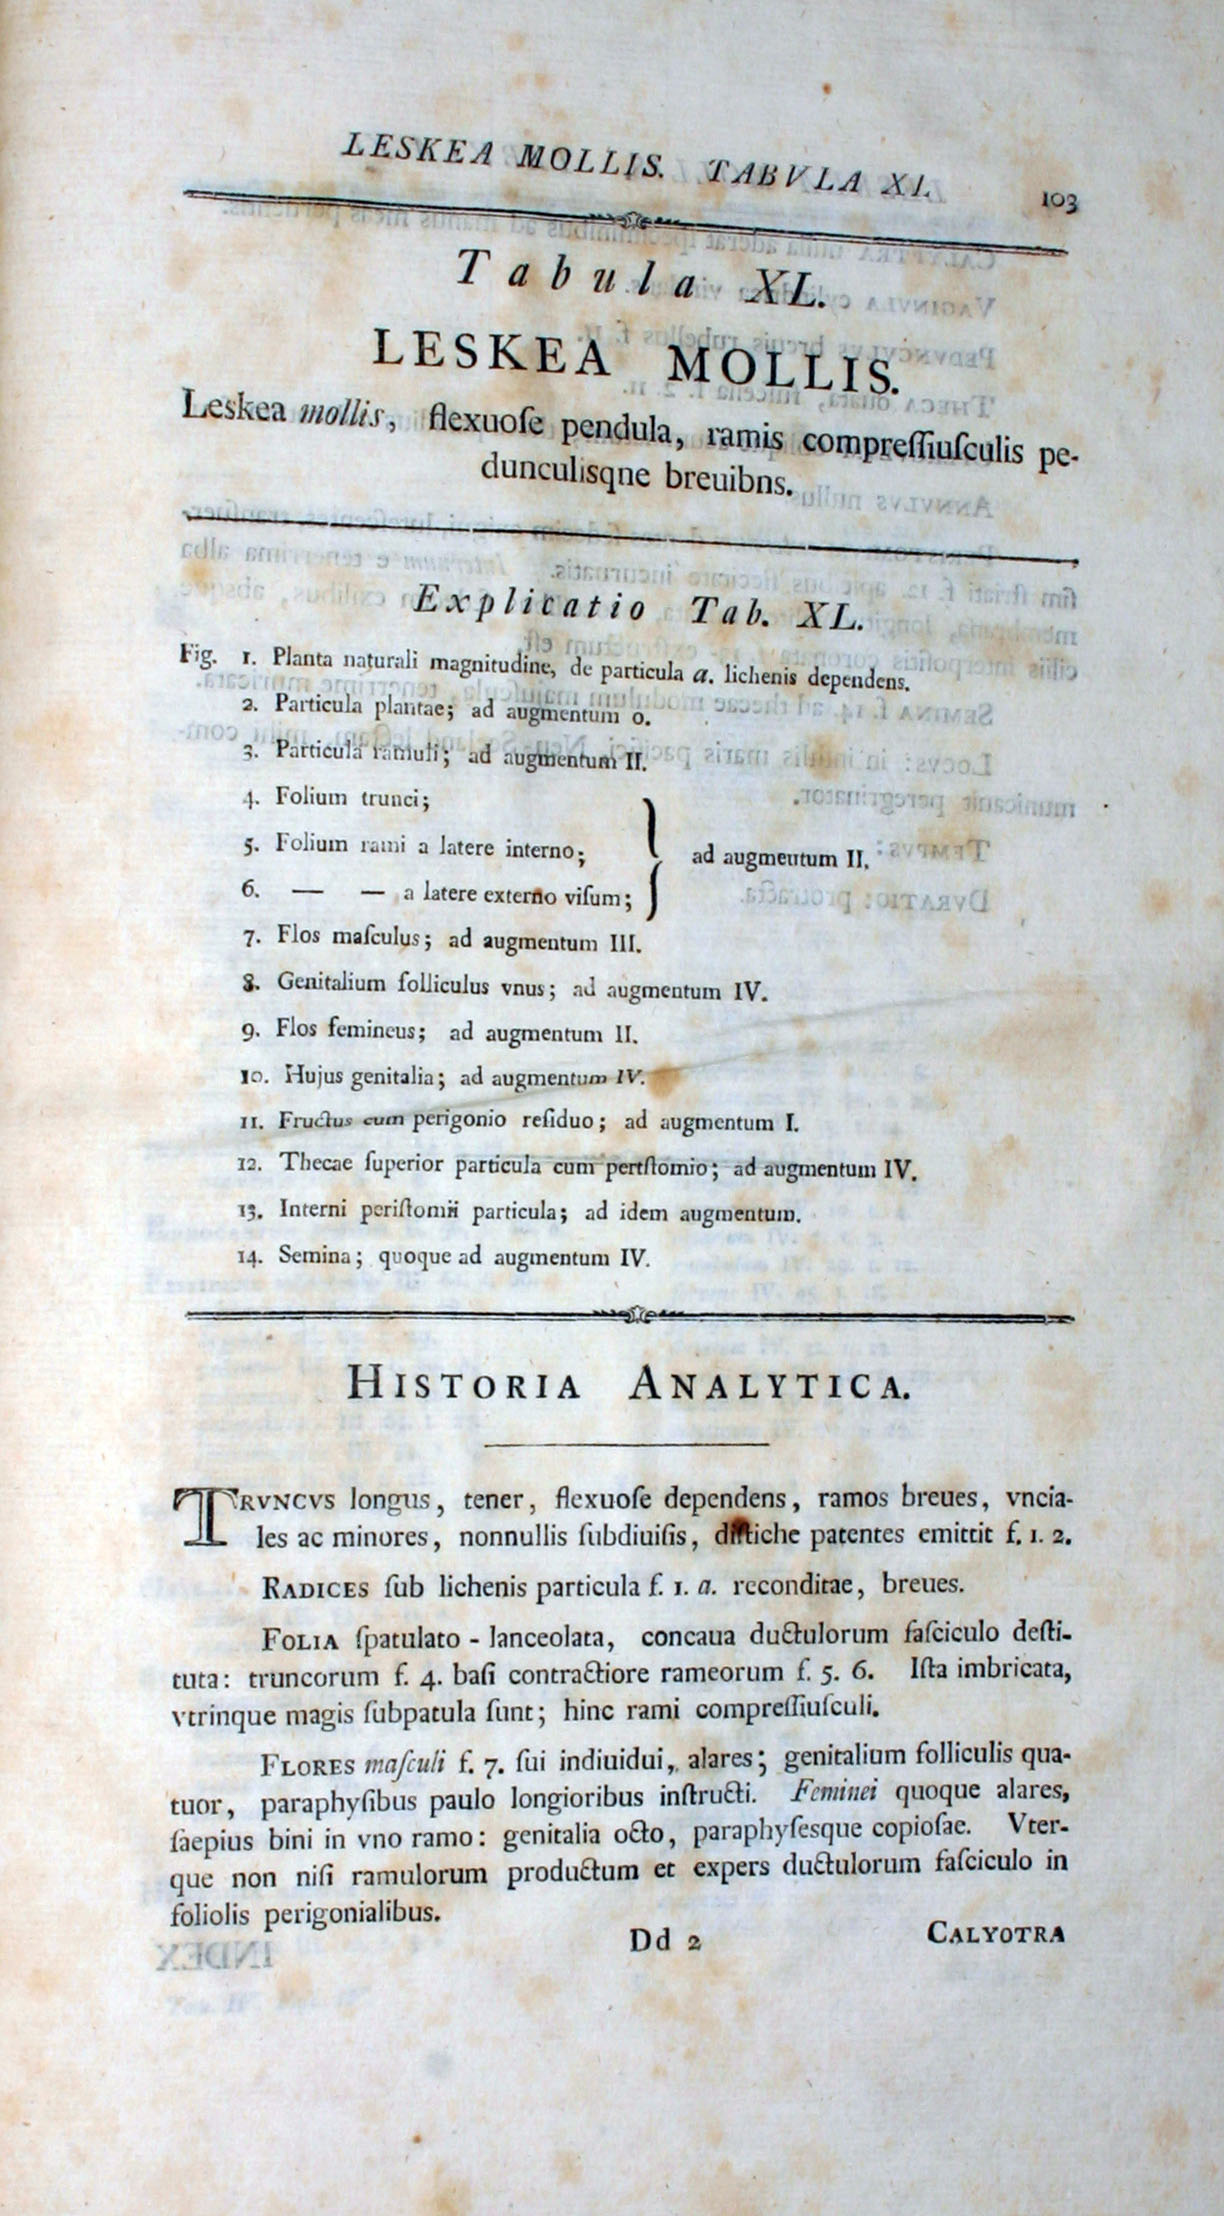 LESKEA MOLLIS. TABVLA XL.
103
Tabula XL.
LESKEA MOLLIS.
Leskea mollis, flexuoſe pendula, ramis compreſſiuſculis pe-
dunculisqne breuibns.
Explicatio Tab. XL.
Fig. 1. Planta naturali magnitudine, de particula a. lichenis dependens.
2. Particula plantae; ad augmentum o.
3. Particula ramuli; ad augmentum II.
4. Folium trunci;
5. Folium rami a latere interno;
ad augmentum II.
6. — — a latere externo viſum;
7. Flos maſculus; ad augmentum III.
8. Genitalium folliculus vnus; ad augmentum IV.
9. Flos femineus; ad augmentum II.
10. Hujus genitalia; ad augmentum IV.
11. Fructus cum perigonio reſiduo; ad augmentum I.
12. Thecae ſuperior particula cum pertſtomio; ad augmentum IV.
13. Interni periſtomii particula; ad idem augmentum.
14. Semina; quoque ad augmentum IV.
HISTORIA ANALYTICA.
TRVNCVS longus, tener, flexuoſe dependens, ramos breues, vncia-
les ac minores, nonnullis ſubdiuiſis, diſtiche patentes emittit f. 1. 2.
RADICES ſub lichenis particula f. 1. a. reconditae, breues.
FOLIA ſpatulato - lanceolata, concaua ductulorum faſciculo deſti-
tuta: truncorum f. 4. baſi contractiore rameorum f. 5. 6. Iſta imbricata,
vtrinque magis ſubpatula ſunt; hinc rami compreſſiuſculi.
FLORES maſculi f. 7. ſui indiuidui, alares; genitalium folliculis qua-
tuor, paraphyſibus paulo longioribus inſtructi. Feminei quoque alares,
ſaepius bini in vno ramo: genitalia octo, paraphyſesque copioſae. Vter-
que non niſi ramulorum productum et expers ductulorum faſciculo in
foliolis perigonialibus.
Dd 2
CALYOTRA
INDEX